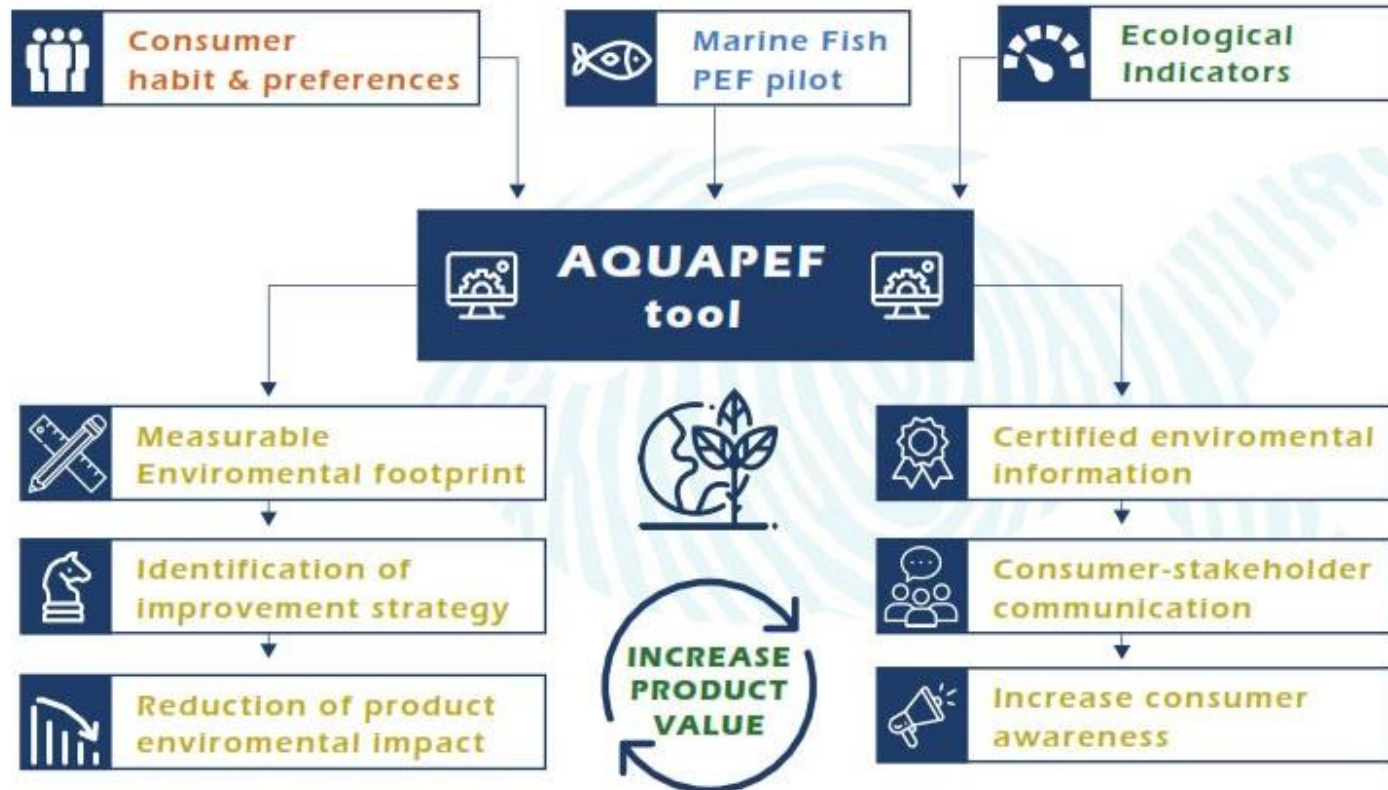 Consumer
habit & preferences
Marine Fish
PEF pilot
Ecological
Indicators
AQUAPEF
tool
Measurable
Enviromental footprint
Certified enviromental
information
Identification of
improvement strategy
Consumer-stakeholder
communication
INCREASE
PRODUCT
VALUE
Reduction of product
enviromental impact
Increase consumer
awareness